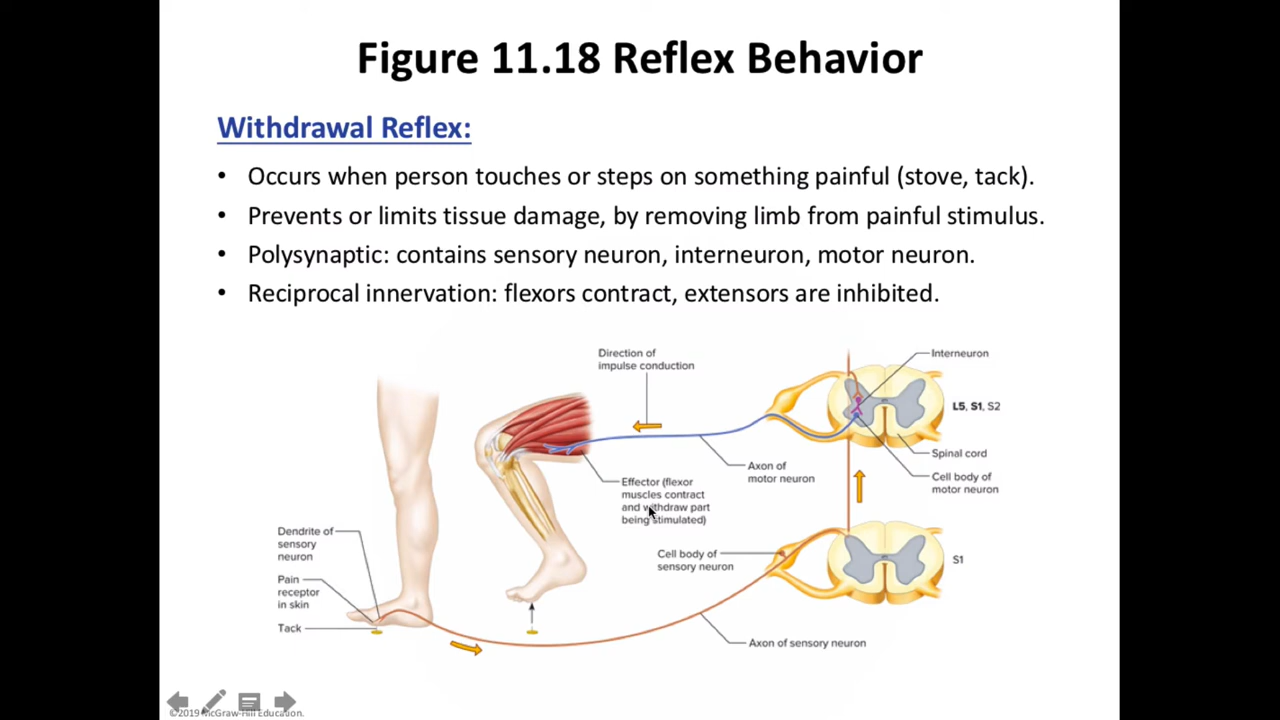 Figure 11.18 Reflex Behavior
Withdrawal Reflex:
• Occurs when person touches or steps on something painful (stove, tack).
• Prevents or limits tissue damage, by removing limb from painful stimulus.
• Polysynaptic: contains sensory neuron, interneuron, motor neuron.
• Reciprocal innervation: flexors contract, extensors are inhibited.
Direction of
impulse conduction
Interneuron
L5, S1, S2
Spinal cord
Cell body of
motor neuron
Axon of
motor neuron
Effector (flexor
muscles contract
and withdraw part
being stimulated)
Dendrite of
sensory
neuron
Pain
receptor
in skin
Tack
Cell body of
sensory neuron
S1
Axon of sensory neuron
©2019 McGraw-Hill Education.